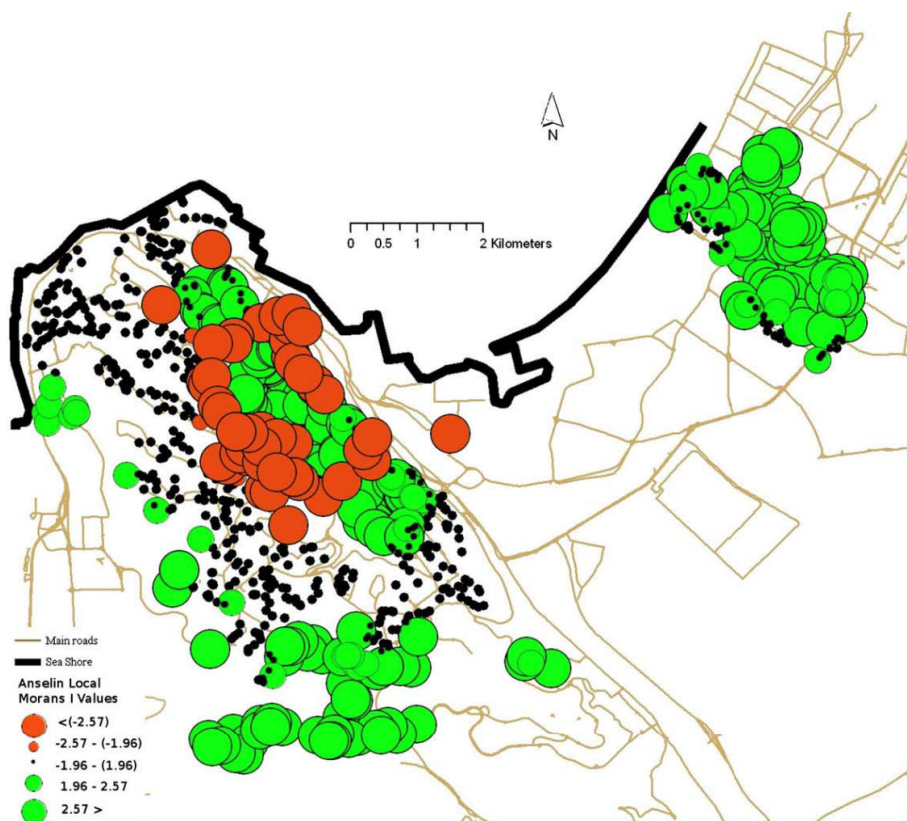 N
0 0.5 1 2 Kilometers
Main roads
Sea Shore
Anselin Local
Morans I Values
<(-2.57)
-2.57 - (-1.96)
-1.96 - (1.96)
1.96 - 2.57
2.57 >